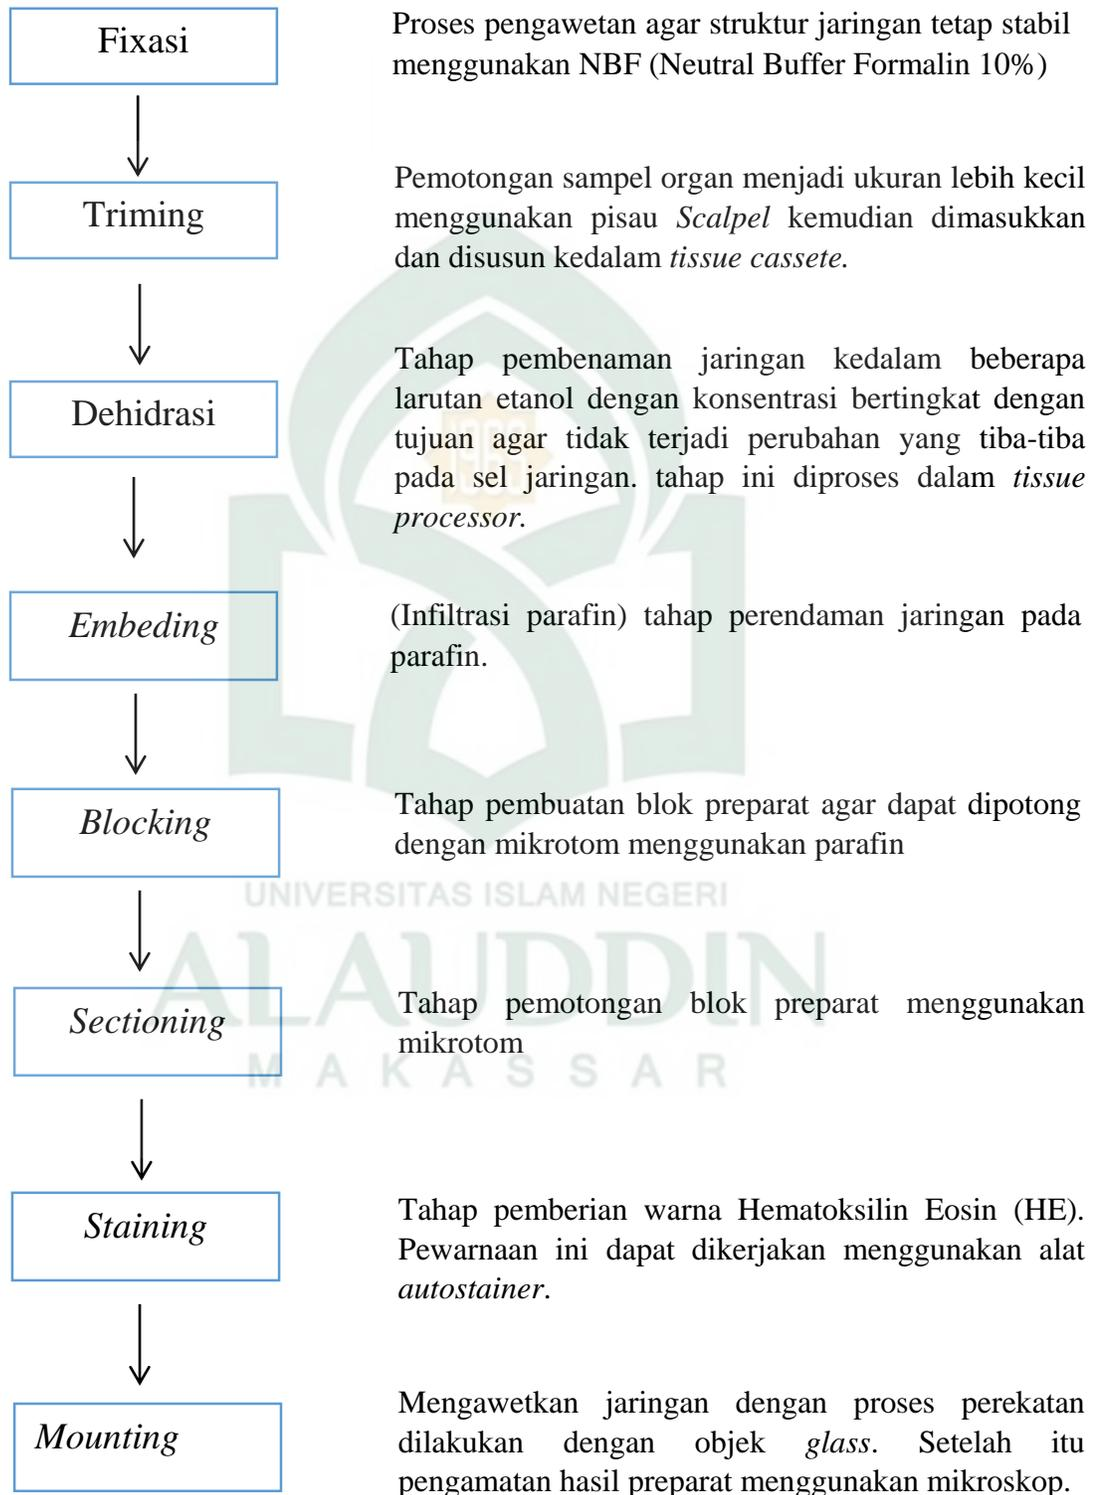 Fixasi
Proses pengawetan agar struktur jaringan tetap stabil
menggunakan NBF (Neutral Buffer Formalin 10%)
Triming
Pemotongan sampel organ menjadi ukuran lebih kecil
menggunakan pisau Scalpel kemudian dimasukkan
dan disusun kedalam tissue cassete.
Dehidrasi
Tahap pembenaman jaringan kedalam beberapa
larutan etanol dengan konsentrasi bertingkat dengan
tujuan agar tidak terjadi perubahan yang tiba-tiba
pada sel jaringan. tahap ini diproses dalam tissue
processor.
Embeding
(Infiltrasi parafin) tahap perendaman jaringan pada
parafin.
Blocking
Tahap pembuatan blok preparat agar dapat dipotong
dengan mikrotom menggunakan parafin
UNIVERSITAS ISLAM NEGERI
ALAUDDIN
MAKASSAR
Sectioning
Tahap pemotongan blok preparat menggunakan
mikrotom
Staining
Tahap pemberian warna Hematoksilin Eosin (HE).
Pewarnaan ini dapat dikerjakan menggunakan alat
autostainer.
Mounting
Mengawetkan jaringan dengan proses perekatan
dilakukan dengan objek glass. Setelah itu
pengamatan hasil preparat menggunakan mikroskop.